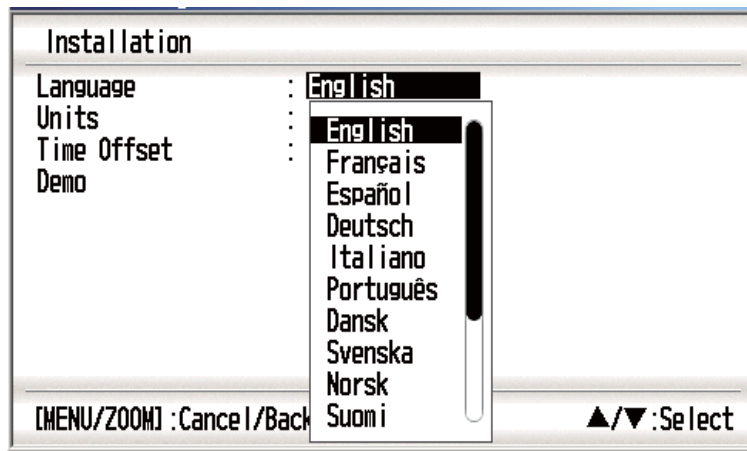 Installation
Language : English
Units :
Time Offset :
Demo
English
Français
Español
Deutsch
Italiano
Português
Dansk
Svenska
Norsk
Suomi
[MENU/ZOOM]:Cancel/Back
▲/▼:Select